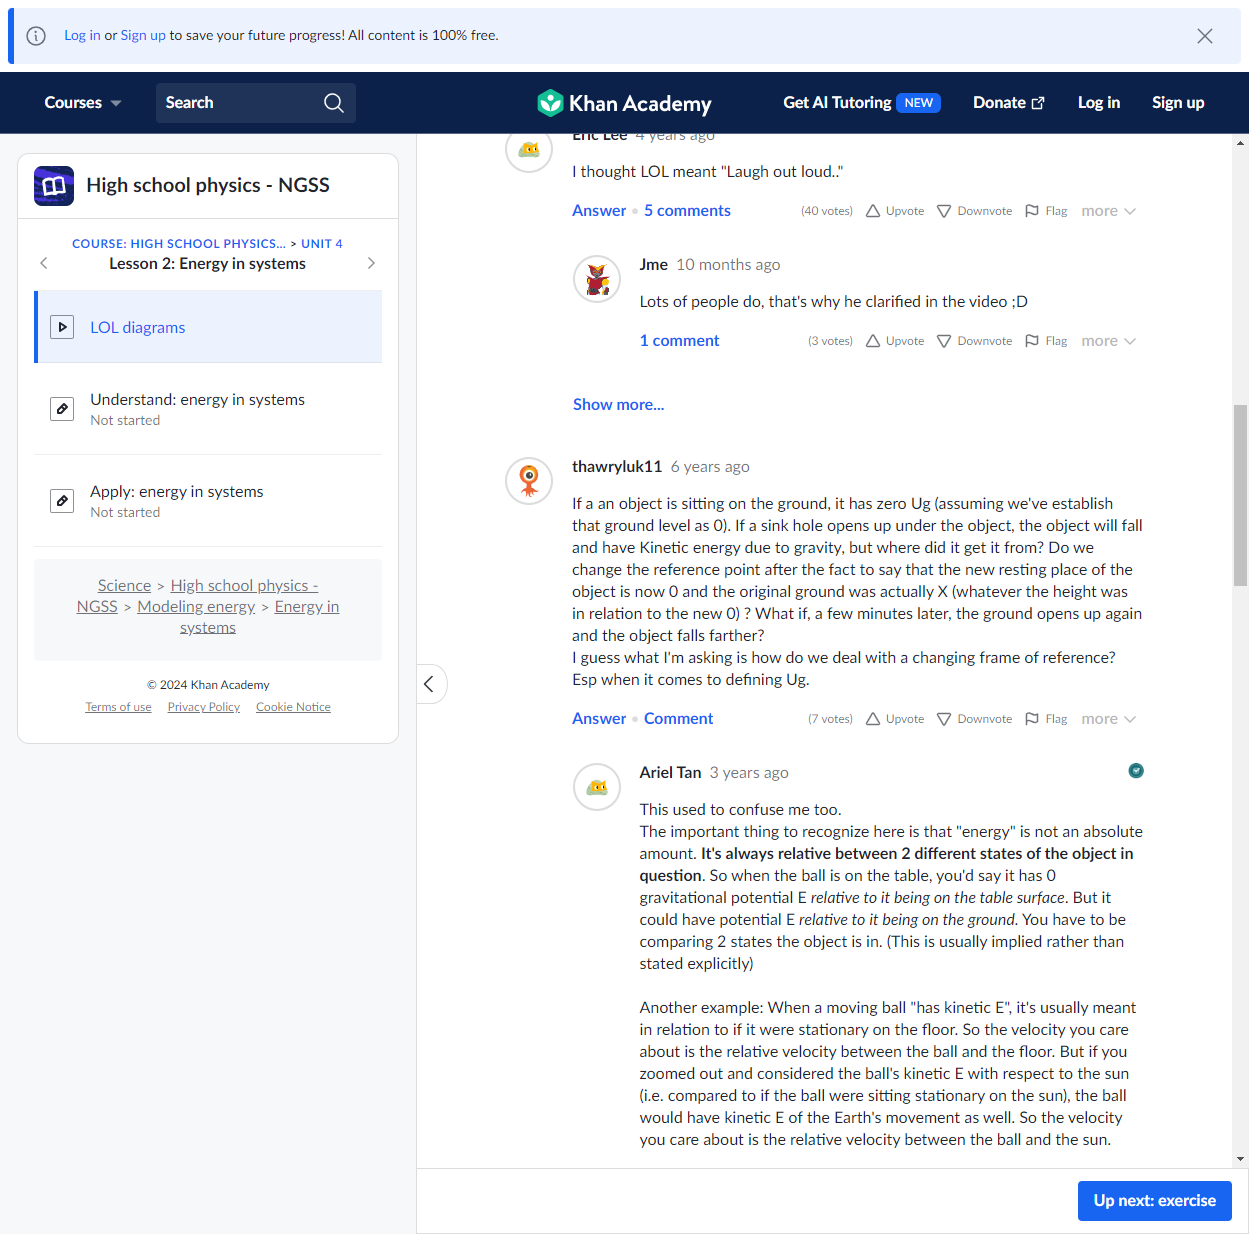 Log in or Sign up to save your future progress! All content is 100% free.
Courses
Search
Khan Academy
Get AI Tutoring NEW
Donate
Log in
Sign up
High school physics - NGSS
COURSE: HIGH SCHOOL PHYSICS... > UNIT 4
Lesson 2: Energy in systems
LOL diagrams
Understand: energy in systems
Not started
Apply: energy in systems
Not started
Science > High school physics -
NGSS > Modeling energy > Energy in
systems
© 2024 Khan Academy
Terms of use Privacy Policy Cookie Notice
Eric Lee 4 years ago
I thought LOL meant "Laugh out loud.."
Answer • 5 comments (40 votes) Upvote Downvote Flag more
Jme 10 months ago
Lots of people do, that's why he clarified in the video ;D
1 comment (3 votes) Upvote Downvote Flag more
Show more...
thawryluk11 6 years ago
If a an object is sitting on the ground, it has zero Ug (assuming we've establish
that ground level as 0). If a sink hole opens up under the object, the object will fall
and have Kinetic energy due to gravity, but where did it get it from? Do we
change the reference point after the fact to say that the new resting place of the
object is now 0 and the original ground was actually X (whatever the height was
in relation to the new 0) ? What if, a few minutes later, the ground opens up again
and the object falls farther?
I guess what I'm asking is how do we deal with a changing frame of reference?
Esp when it comes to defining Ug.
Answer • Comment (7 votes) Upvote Downvote Flag more
Ariel Tan 3 years ago
This used to confuse me too.
The important thing to recognize here is that "energy" is not an absolute
amount. It's always relative between 2 different states of the object in
question. So when the ball is on the table, you'd say it has 0
gravitational potential E relative to it being on the table surface. But it
could have potential E relative to it being on the ground. You have to be
comparing 2 states the object is in. (This is usually implied rather than
stated explicitly)
Another example: When a moving ball "has kinetic E", it's usually meant
in relation to if it were stationary on the floor. So the velocity you care
about is the relative velocity between the ball and the floor. But if you
zoomed out and considered the ball's kinetic E with respect to the sun
(i.e. compared to if the ball were sitting stationary on the sun), the ball
would have kinetic E of the Earth's movement as well. So the velocity
you care about is the relative velocity between the ball and the sun.
Up next: exercise